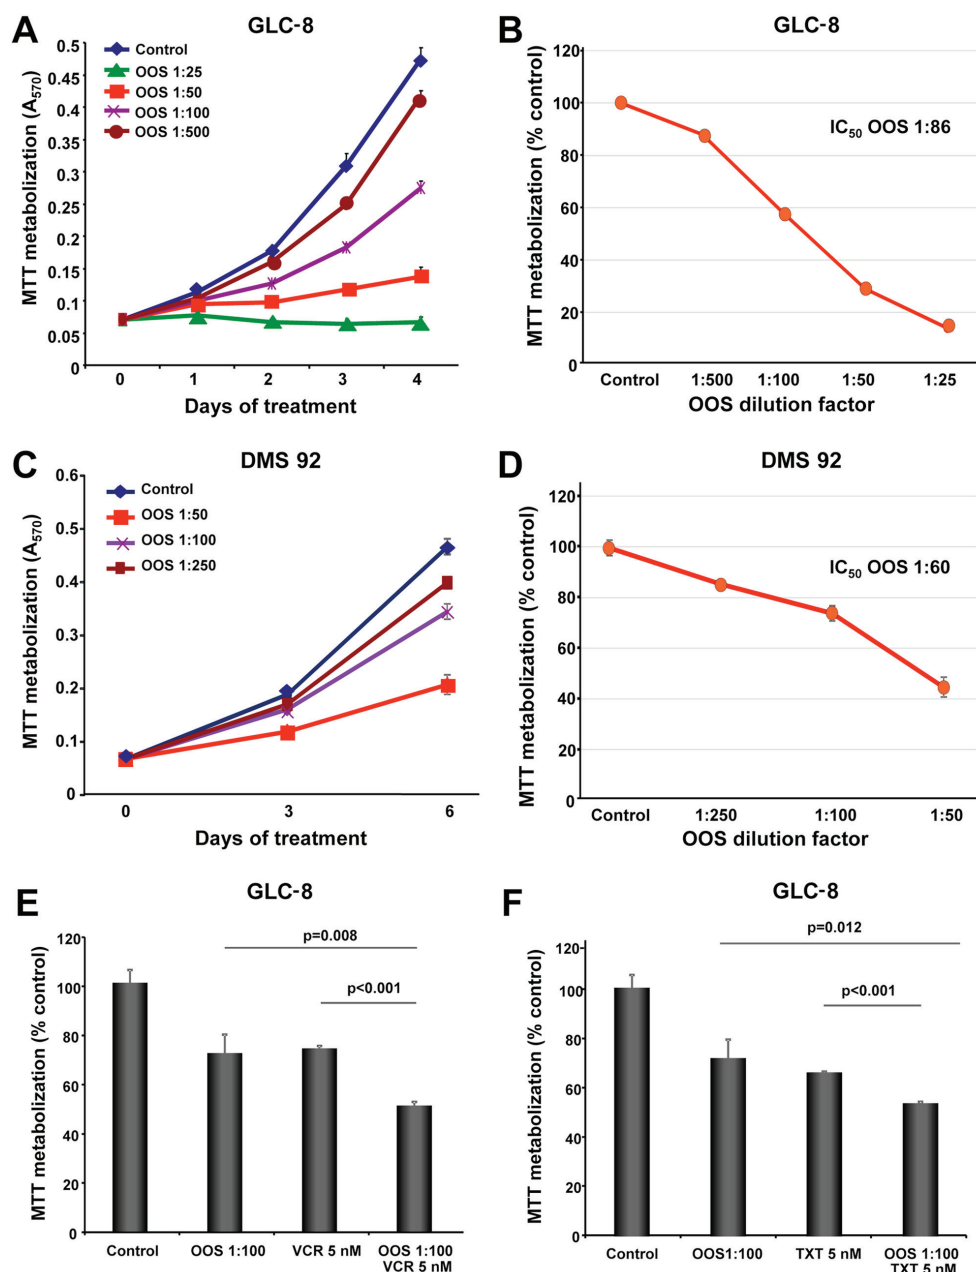 A
GLC-8
MTT metabolization (A570)
0.5
0.45
0.4
0.35
0.3
0.25
0.2
0.15
0.1
0.05
0
Control
OOS 1:25
OOS 1:50
OOS 1:100
OOS 1:500
0 1 2 3 4
Days of treatment
B
GLC-8
MTT metabolization (% control)
120
100
80
60
40
20
0
IC50 OOS 1:86
Control 1:500 1:100 1:50 1:25
OOS dilution factor
C
DMS 92
MTT metabolization (A570)
0.6
0.5
0.4
0.3
0.2
0.1
0
Control
OOS 1:50
OOS 1:100
OOS 1:250
0 3 6
Days of treatment
D
DMS 92
MTT metabolization (% control)
120
100
80
60
40
20
0
IC50 OOS 1:60
Control 1:250 1:100 1:50
OOS dilution factor
E
GLC-8
MTT metabolization (% control)
120
100
80
60
40
20
0
p=0.008
p<0.001
Control OOS 1:100 VCR 5 nM OOS 1:100
VCR 5 nM
F
GLC-8
MTT metabolization (% control)
120
100
80
60
40
20
0
p=0.012
p<0.001
Control OOS1:100 TXT 5 nM OOS 1:100
TXT 5 nM